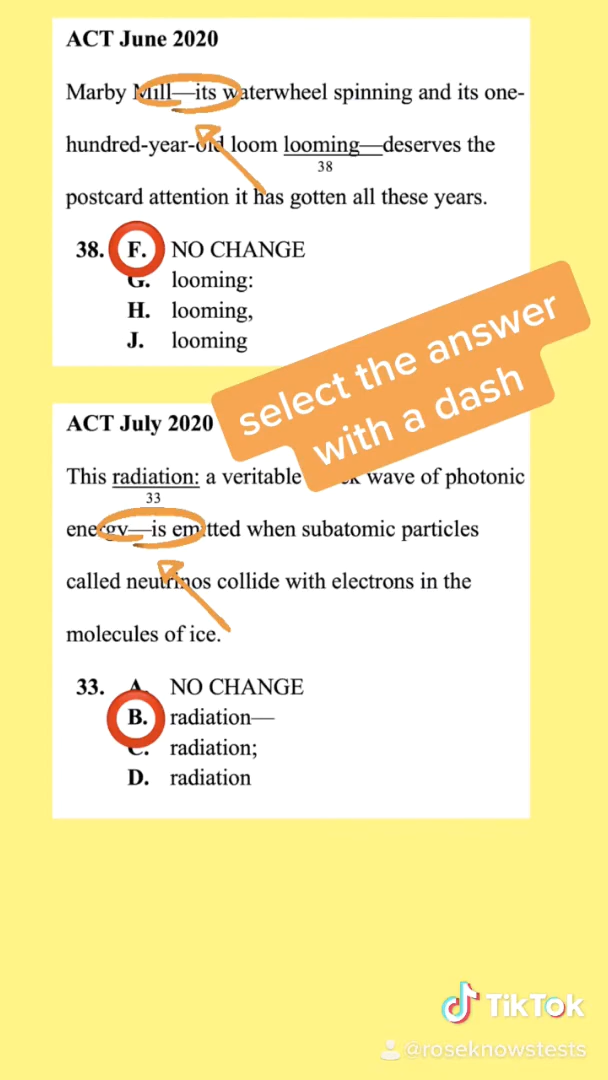 ACT June 2020
Marby Mill—its waterwheel spinning and its one-
hundred-year-old loom looming—deserves the
38
postcard attention it has gotten all these years.
38. F. NO CHANGE
G. looming:
H. looming,
J. looming
select the answer
with a dash
ACT July 2020
This radiation: a veritable wave of photonic
33
energy—is emitted when subatomic particles
called neutrinos collide with electrons in the
molecules of ice.
33. A. NO CHANGE
B. radiation—
C. radiation;
D. radiation
TikTok
@roseknowstests